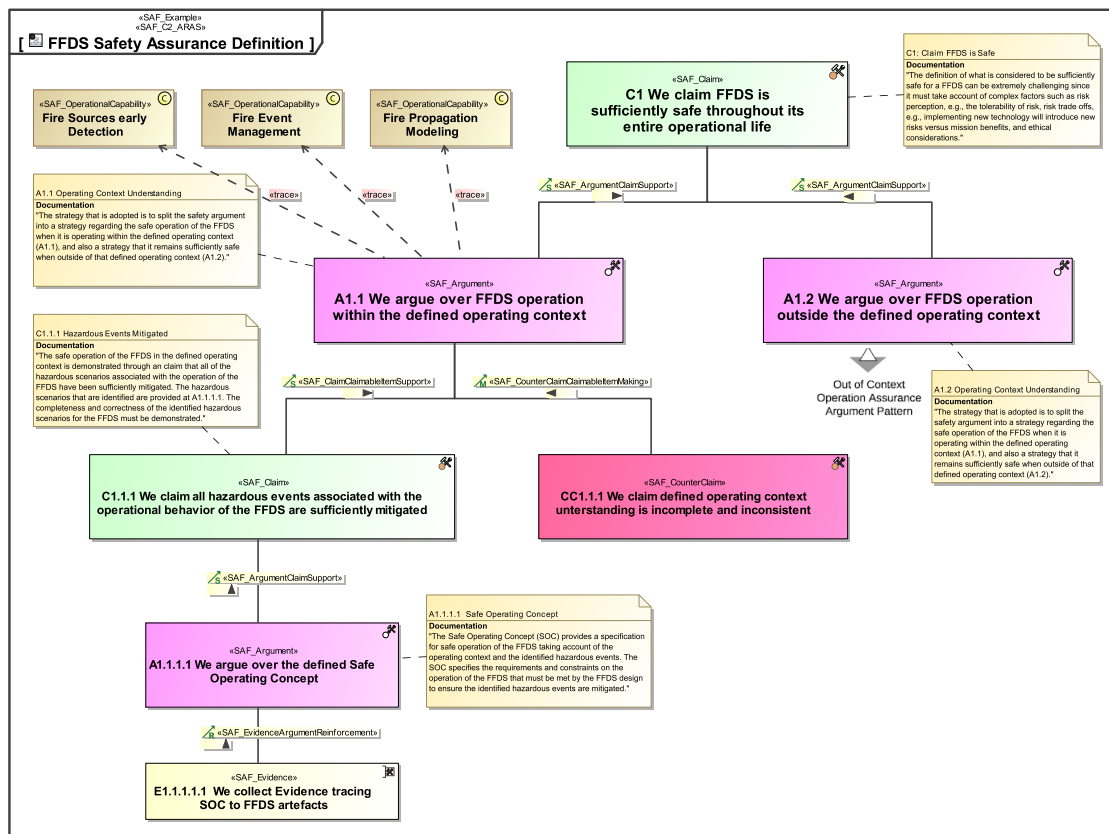 «SAF_Example»
«SAF_C2_ARAS»
[ FFDS Safety Assurance Definition ]
«SAF_OperationalCapability»
Fire Sources early
Detection
C
«SAF_OperationalCapability»
Fire Event
Management
C
«SAF_OperationalCapability»
Fire Propagation
Modeling
C
«SAF_Claim»
C1 We claim FFDS is
sufficiently safe throughout its
entire operational life
C1: Claim FFDS is Safe
Documentation
"The definition of what is considered to be sufficiently
safe for a FFDS can be extremely challenging since
it must take account of complex factors such as risk
perception, e.g., the tolerability of risk, risk trade offs,
e.g., implementing new technology will introduce new
risks versus mission benefits, and ethical
considerations."
«trace»
«trace»
«trace»
S «SAF_ArgumentClaimSupport»
S «SAF_ArgumentClaimSupport»
A1.1 Operating Context Understanding
Documentation
"The strategy that is adopted is to split the safety argument
into a strategy regarding the safe operation of the FFDS
when it is operating within the defined operating context
(A1.1), and also a strategy that it remains sufficiently safe
when outside of that defined operating context (A1.2)."
«SAF_Argument»
A1.1 We argue over FFDS operation
within the defined operating context
«SAF_Argument»
A1.2 We argue over FFDS operation
outside the defined operating context
Out of Context
Operation Assurance
Argument Pattern
C1.1.1 Hazardous Events Mitigated
Documentation
"The safe operation of the FFDS in the defined operating
context is demonstrated through an claim that all of the
hazardous scenarios associated with the operation of the
FFDS have been sufficiently mitigated. The hazardous
scenarios that are identified are provided at A1.1.1.1. The
completeness and correctness of the identified hazardous
scenarios for the FFDS must be demonstrated."
S «SAF_ClaimClaimableItemSupport»
M «SAF_CounterClaimClaimableItemMaking»
A1.2 Operating Context Understanding
Documentation
"The strategy that is adopted is to split the
safety argument into a strategy regarding the
safe operation of the FFDS when it is
operating within the defined operating
context (A1.1), and also a strategy that it
remains sufficiently safe when outside of that
defined operating context (A1.2)."
«SAF_Claim»
C1.1.1 We claim all hazardous events associated with the
operational behavior of the FFDS are sufficiently mitigated
«SAF_CounterClaim»
CC1.1.1 We claim defined operating context
unterstanding is incomplete and inconsistent
S «SAF_ArgumentClaimSupport»
«SAF_Argument»
A1.1.1.1 We argue over the defined Safe
Operating Concept
A1.1.1.1 Safe Operating Concept
Documentation
"The Safe Operating Concept (SOC) provides a specification
for safe operation of the FFDS taking account of the
operating context and the identified hazardous events. The
SOC specifies the requirements and constraints on the
operation of the FFDS that must be met by the FFDS design
to ensure the identified hazardous events are mitigated."
R «SAF_EvidenceArgumentReinforcement»
«SAF_Evidence»
E1.1.1.1.1 We collect Evidence tracing
SOC to FFDS artefacts